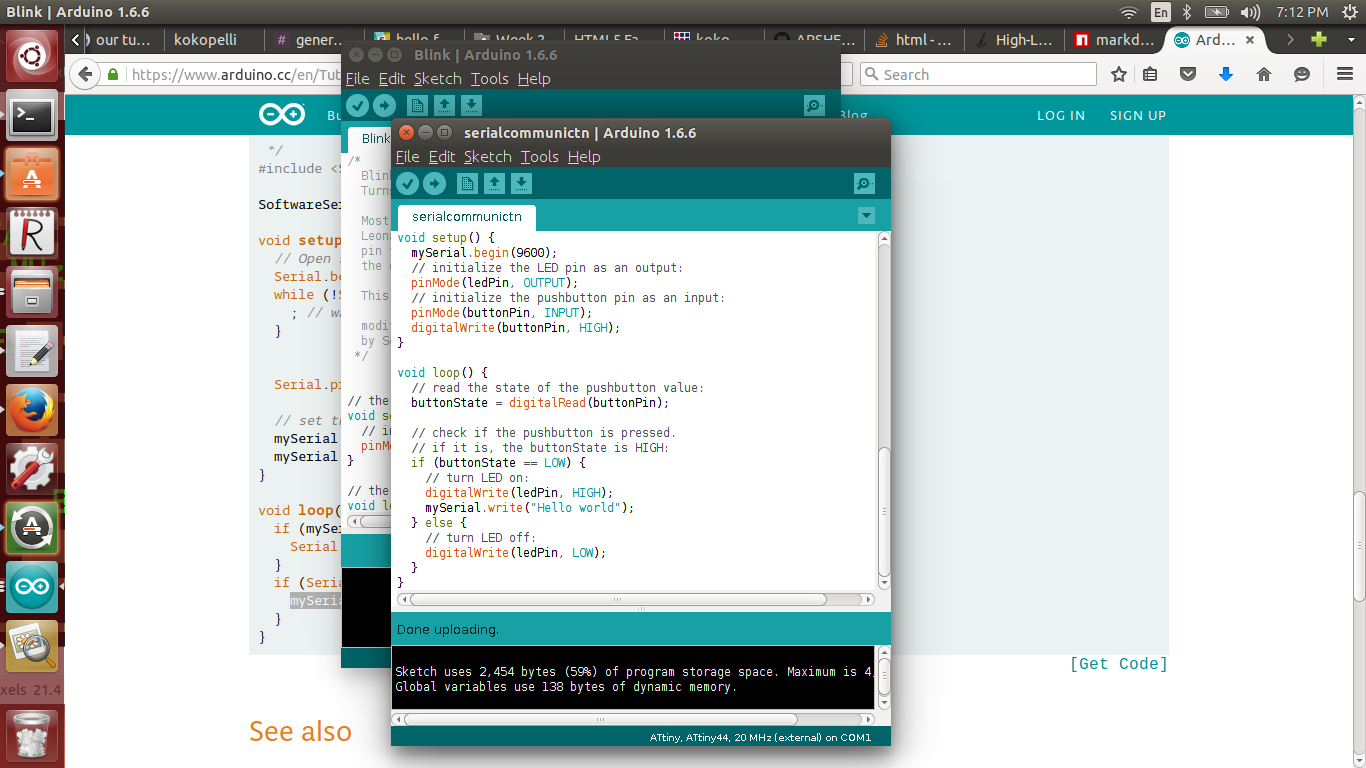 Blink | Arduino 1.6.6
En
7:12 PM
our tu...
kokopelli
# gener...
hello f...
Week 2
HTML5 Fa...
koko
APSHE...
html - ...
High-L...
markd...
Ard...
https://www.arduino.cc/en/Tut
Search
Blog
LOG IN
SIGN UP
*/
#include <S
SoftwareSer
void setup
// Open s
Serial.be
while (!S
; // wa
}
Serial.pr
// set th
mySerial
mySerial
}
void loop(
if (mySer
Serial
}
if (Seria
mySeria
}
}
[Get Code]
See also
xels 21.4
Blink | Arduino 1.6.6
File Edit Sketch Tools Help
Blink
/*
Blink
Turns
Most
Leona
pin t
the c
This
modif
by Sc
*/
// the
void se
// in
pinMo
}
// the
void lo
serialcommunictn | Arduino 1.6.6
File Edit Sketch Tools Help
serialcommunictn
void setup() {
mySerial.begin(9600);
// initialize the LED pin as an output:
pinMode(ledPin, OUTPUT);
// initialize the pushbutton pin as an input:
pinMode(buttonPin, INPUT);
digitalWrite(buttonPin, HIGH);
}
void loop() {
// read the state of the pushbutton value:
buttonState = digitalRead(buttonPin);
// check if the pushbutton is pressed.
// if it is, the buttonState is HIGH:
if (buttonState == LOW) {
// turn LED on:
digitalWrite(ledPin, HIGH);
mySerial.write("Hello world");
} else {
// turn LED off:
digitalWrite(ledPin, LOW);
}
}
Done uploading.
Sketch uses 2,454 bytes (59%) of program storage space. Maximum is 4,
Global variables use 138 bytes of dynamic memory.
ATtiny, ATtiny44, 20 MHz (external) on COM1